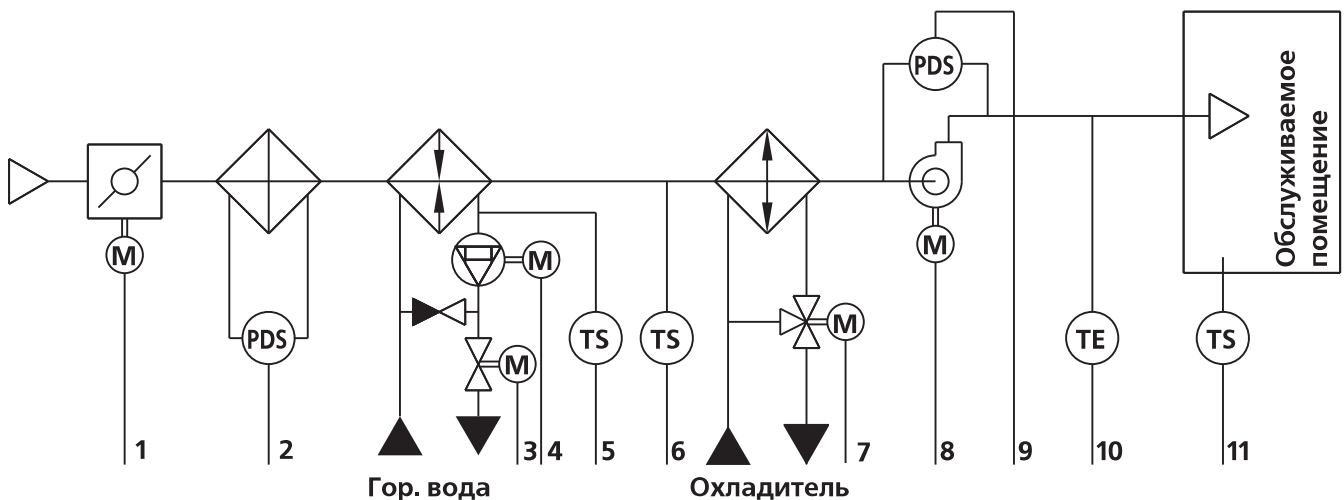 PDS
Обслуживаемое
помещение
M
M
M
PDS
TS
TS
M
M
TE
TS
1
2
3
4
5
6
7
8
9
10
11
Гор. вода
Охладитель